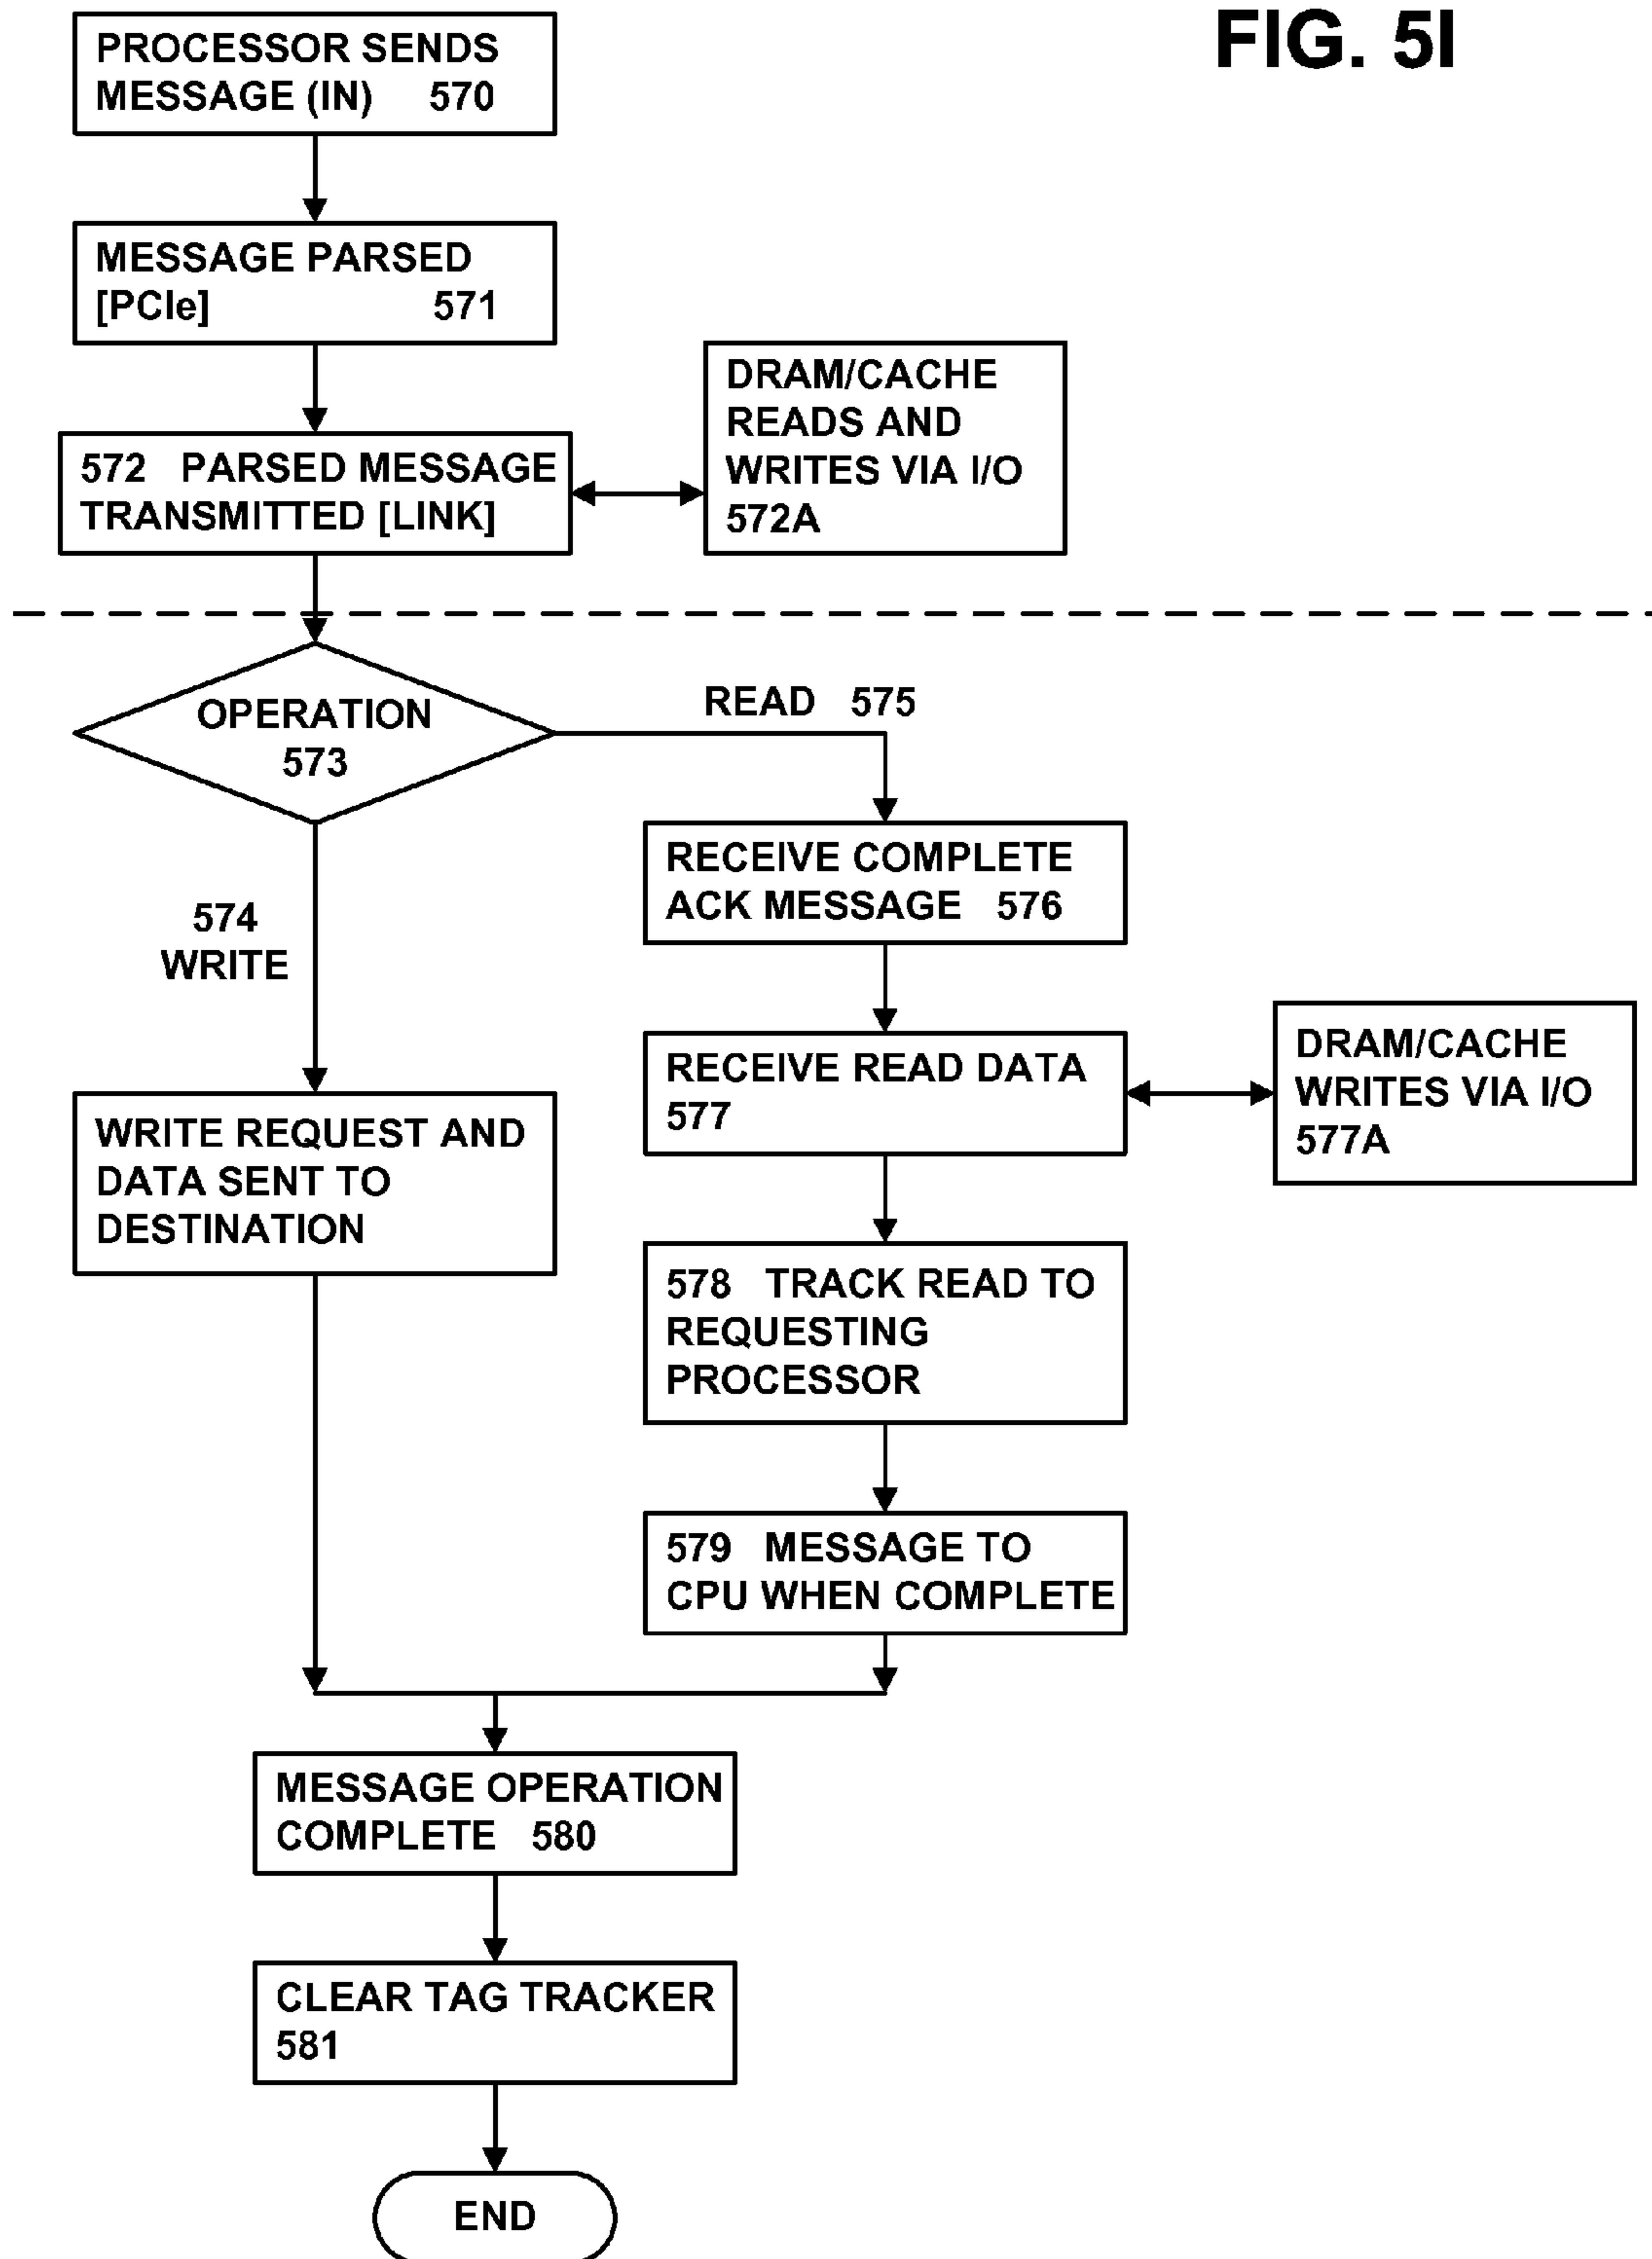 FIG. 5I
PROCESSOR SENDS
MESSAGE (IN) 570
MESSAGE PARSED
[PCIe] 571
572 PARSED MESSAGE
TRANSMITTED [LINK]
DRAM/CACHE
READS AND
WRITES VIA I/O
572A
OPERATION
573
READ 575
574
WRITE
RECEIVE COMPLETE
ACK MESSAGE 576
RECEIVE READ DATA
577
DRAM/CACHE
WRITES VIA I/O
577A
WRITE REQUEST AND
DATA SENT TO
DESTINATION
578 TRACK READ TO
REQUESTING
PROCESSOR
579 MESSAGE TO
CPU WHEN COMPLETE
MESSAGE OPERATION
COMPLETE 580
CLEAR TAG TRACKER
581
END